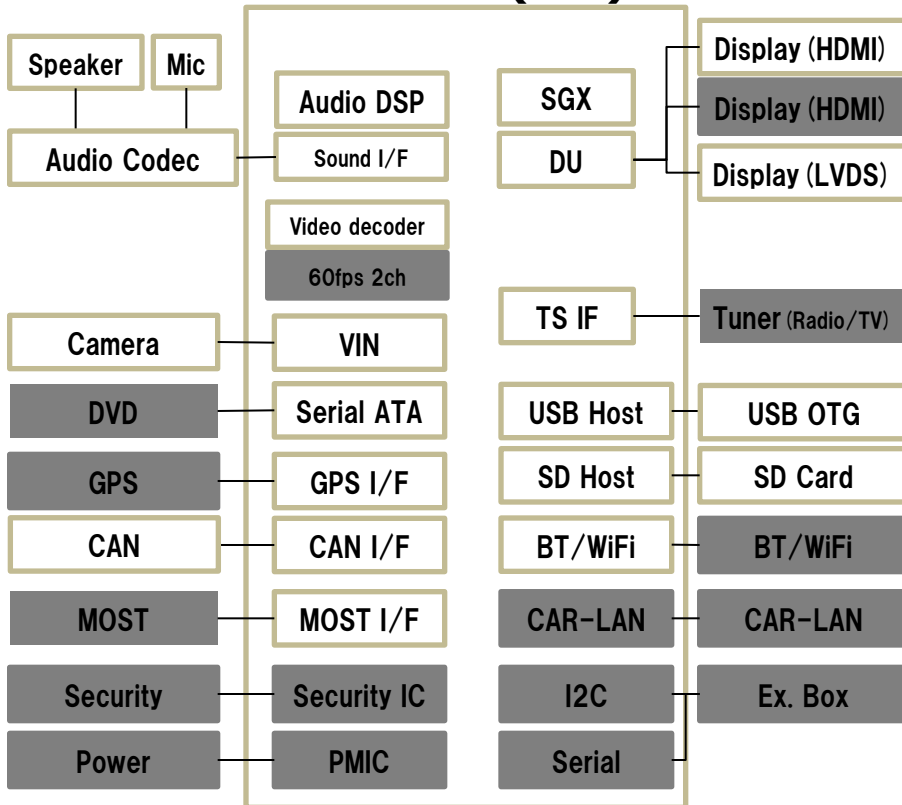 Speaker
Mic
Audio Codec
Audio DSP
Sound I/F
Video decoder
60fps 2ch
SGX
DU
Display (HDMI)
Display (HDMI)
Display (LVDS)
TS IF
Tuner (Radio/TV)
Camera
VIN
DVD
Serial ATA
USB Host
USB OTG
GPS
GPS I/F
SD Host
SD Card
CAN
CAN I/F
BT/WiFi
BT/WiFi
MOST
MOST I/F
CAR-LAN
CAR-LAN
Security
Security IC
I2C
Ex. Box
Power
PMIC
Serial